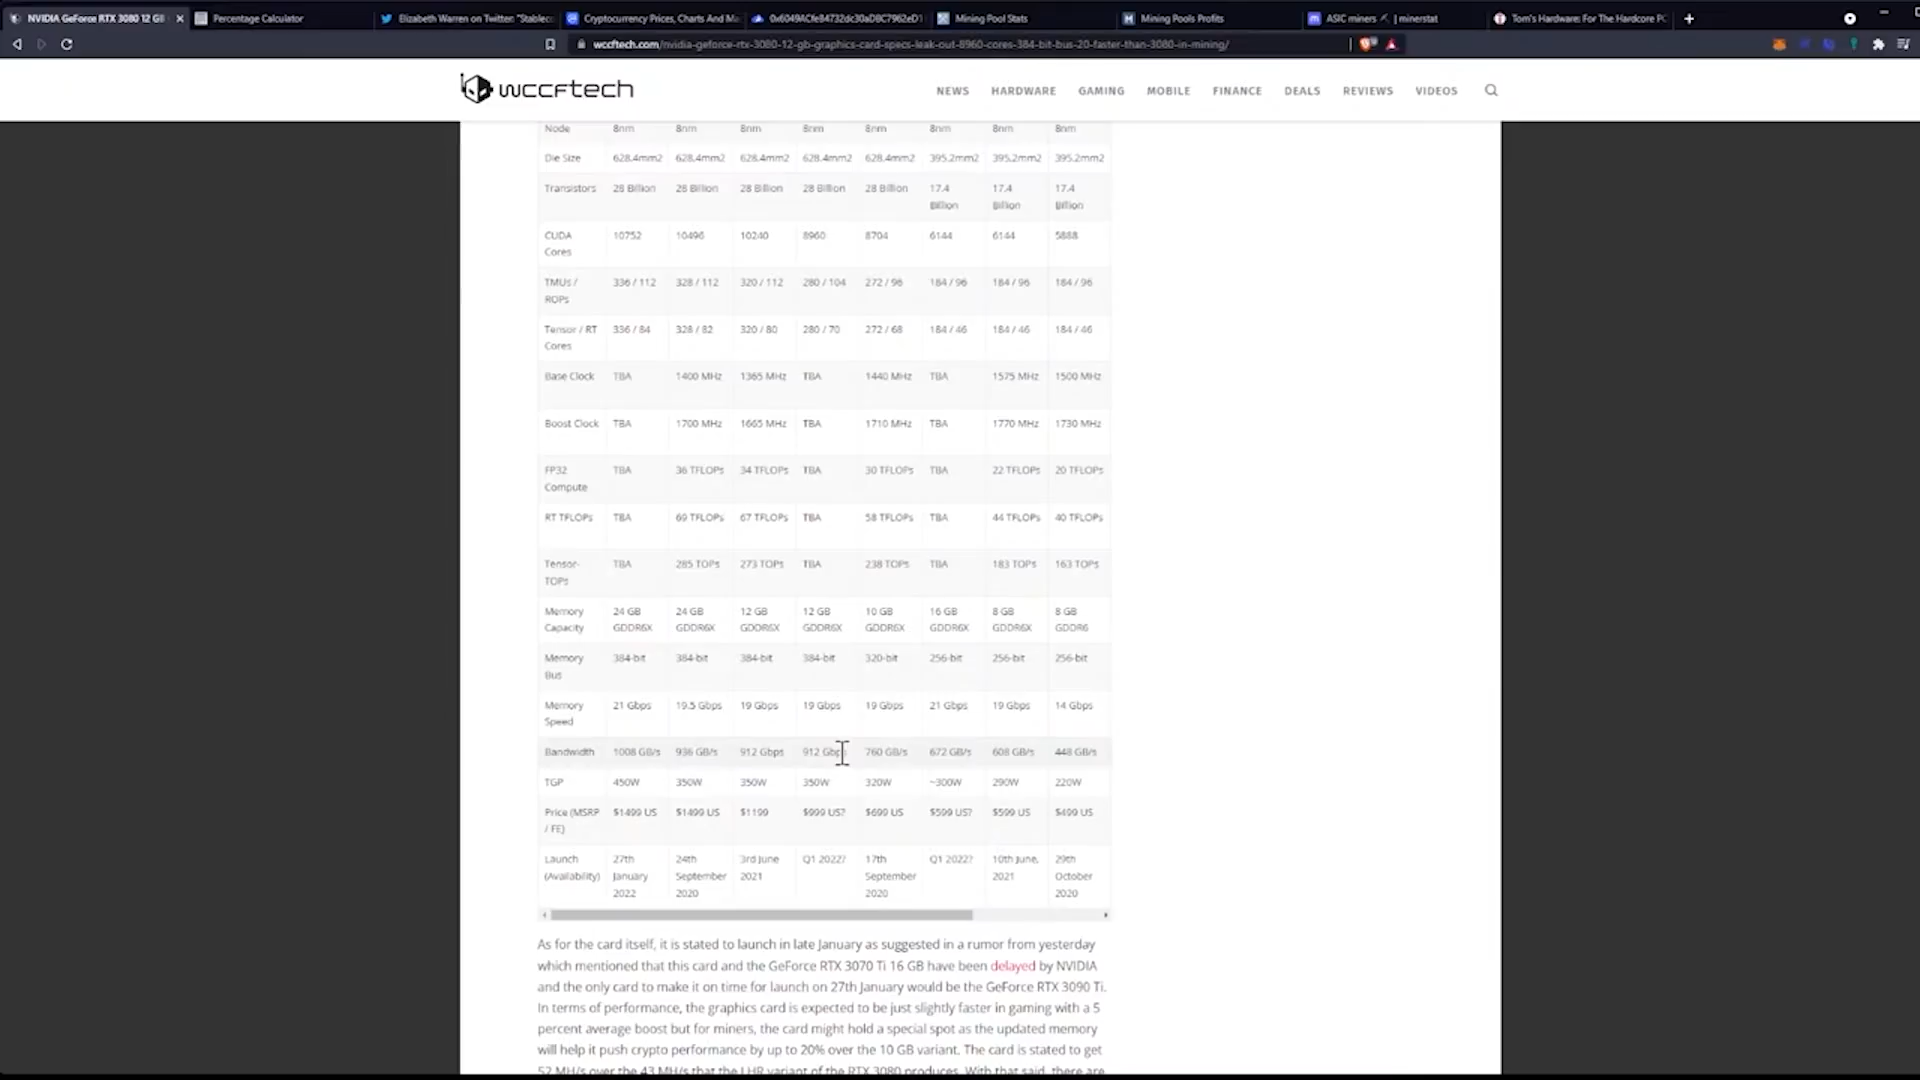 NVIDIA GeForce RTX 3080 12 GB
Percentage Calculator
Elizabeth Warren on Twitter: "Stablec
Cryptocurrency Prices, Charts And Ma
Mining Pool Stats
Mining Pools Profits
ASIC miners ⛏ | minerstat
Tom's Hardware: For The Hardcore PC
wccftech.com/nvidia-geforce-rtx-3080-12-gb-graphics-card-specs-leak-out-8960-cores-384-bit-bus-20-faster-than-3080-in-mining/
wccftech
NEWS HARDWARE GAMING MOBILE FINANCE DEALS REVIEWS VIDEOS
Node 8nm 8nm 8nm 8nm 8nm 8nm 8nm 8nm
Die Size 628.4mm2 628.4mm2 628.4mm2 628.4mm2 628.4mm2 395.2mm2 395.2mm2 395.2mm2
Transistors 28 Billion 28 Billion 28 Billion 28 Billion 28 Billion 17.4 17.4 17.4
Billion Billion Billion
CUDA 10752 10496 10240 8960 8704 6144 6144 5888
Cores
TMUs / 336 / 112 328 / 112 320 / 112 280 / 104 272 / 96 184 / 96 184 / 96 184 / 96
ROPs
Tensor / RT 336 / 84 328 / 82 320 / 80 280 / 70 272 / 68 184 / 46 184 / 46 184 / 46
Cores
Base Clock TBA 1400 MHz 1365 MHz TBA 1440 MHz TBA 1575 MHz 1500 MHz
Boost Clock TBA 1700 MHz 1665 MHz TBA 1710 MHz TBA 1770 MHz 1730 MHz
FP32 TBA 36 TFLOPs 34 TFLOPs TBA 30 TFLOPs TBA 22 TFLOPs 20 TFLOPs
Compute
RT TFLOPs TBA 69 TFLOPs 67 TFLOPs TBA 58 TFLOPs TBA 44 TFLOPs 40 TFLOPs
Tensor- TBA 285 TOPs 273 TOPs TBA 238 TOPs TBA 183 TOPs 163 TOPs
TOPs
Memory 24 GB 24 GB 12 GB 12 GB 10 GB 16 GB 8 GB 8 GB
Capacity GDDR6X GDDR6X GDDR6X GDDR6X GDDR6X GDDR6X GDDR6X GDDR6
Memory 384-bit 384-bit 384-bit 384-bit 320-bit 256-bit 256-bit 256-bit
Bus
Memory 21 Gbps 19.5 Gbps 19 Gbps 19 Gbps 19 Gbps 21 Gbps 19 Gbps 14 Gbps
Speed
Bandwidth 1008 GB/s 936 GB/s 912 Gbps 912 Gbps 760 GB/s 672 GB/s 608 GB/s 448 GB/s
TGP 450W 350W 350W 350W 320W ~300W 290W 220W
Price (MSRP $1499 US $1499 US $1199 $999 US? $699 US $599 US? $599 US $499 US
/ FE)
Launch 27th 24th 3rd June Q1 2022? 17th Q1 2022? 10th June, 29th
(Availability) January September 2021 September 2021 October
2022 2020 2020 2020
As for the card itself, it is stated to launch in late January as suggested in a rumor from yesterday
which mentioned that this card and the GeForce RTX 3070 Ti 16 GB have been delayed by NVIDIA
and the only card to make it on time for launch on 27th January would be the GeForce RTX 3090 Ti.
In terms of performance, the graphics card is expected to be just slightly faster in gaming with a 5
percent average boost but for miners, the card might hold a special spot as the updated memory
will help it push crypto performance by up to 20% over the 10 GB variant. The card is stated to get
52 MH/s over the 43 MH/s that the LHR variant of the RTX 3080 produces. With that said, there are